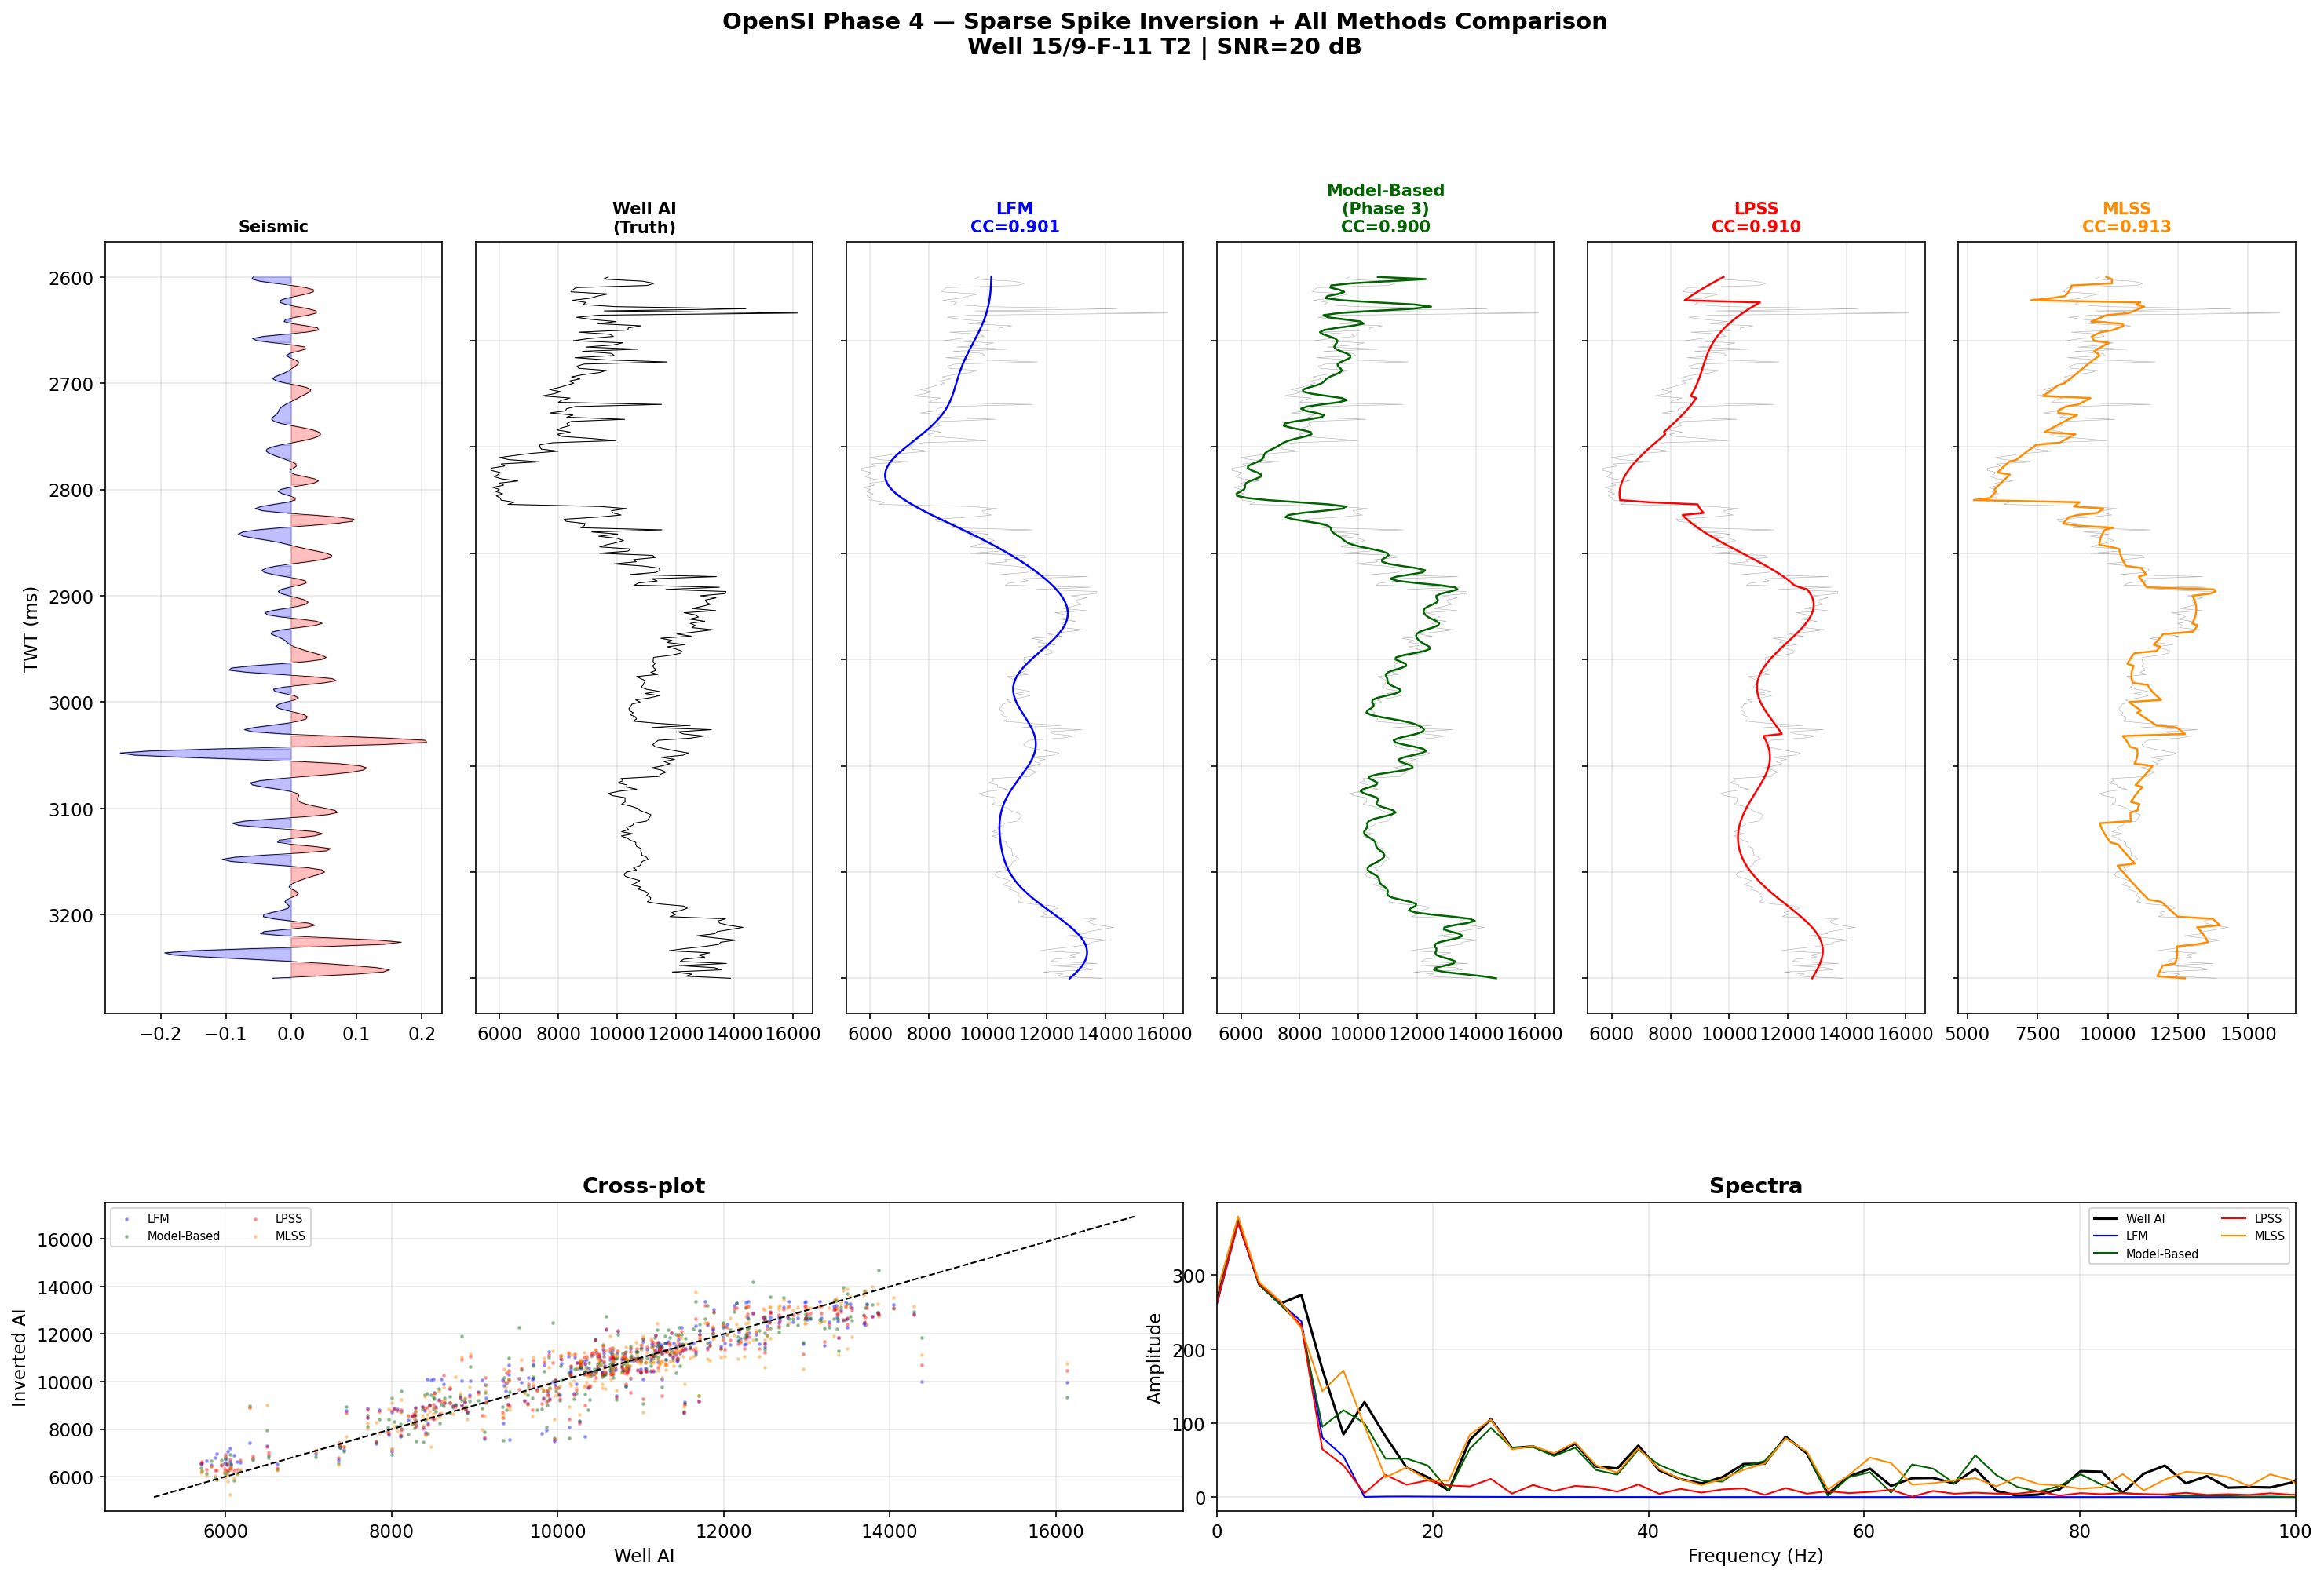 OpenSI Phase 4 — Sparse Spike Inversion + All Methods Comparison
Well 15/9-F-11 T2 | SNR=20 dB
Seismic
Well AI
(Truth)
LFM
CC=0.901
Model-Based
(Phase 3)
CC=0.900
LPSS
CC=0.910
MLSS
CC=0.913
TWT (ms)
2600
2700
2800
2900
3000
3100
3200
−0.2 −0.1 0.0 0.1 0.2
6000 8000 10000 12000 14000 16000
6000 8000 10000 12000 14000 16000
6000 8000 10000 12000 14000 16000
6000 8000 10000 12000 14000 16000
5000 7500 10000 12500 15000
Cross-plot
LFM
Model-Based
LPSS
MLSS
Inverted AI
16000
14000
12000
10000
8000
6000
6000 8000 10000 12000 14000 16000
Well AI
Spectra
Well AI
LFM
Model-Based
LPSS
MLSS
Amplitude
300
200
100
0
0 20 40 60 80 100
Frequency (Hz)